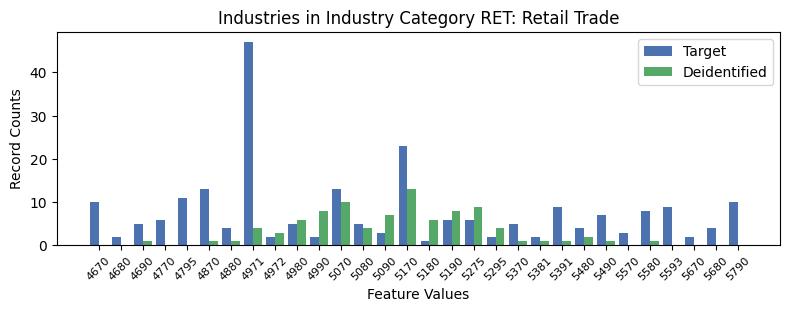 Industries in Industry Category RET: Retail Trade
Target
Deidentified
Record Counts
40
30
20
10
0
4670 4680 4690 4770 4795 4870 4880 4971 4972 4980 4990 5070 5080 5090 5170 5180 5190 5275 5295 5370 5381 5391 5480 5490 5570 5580 5593 5670 5680 5790
Feature Values